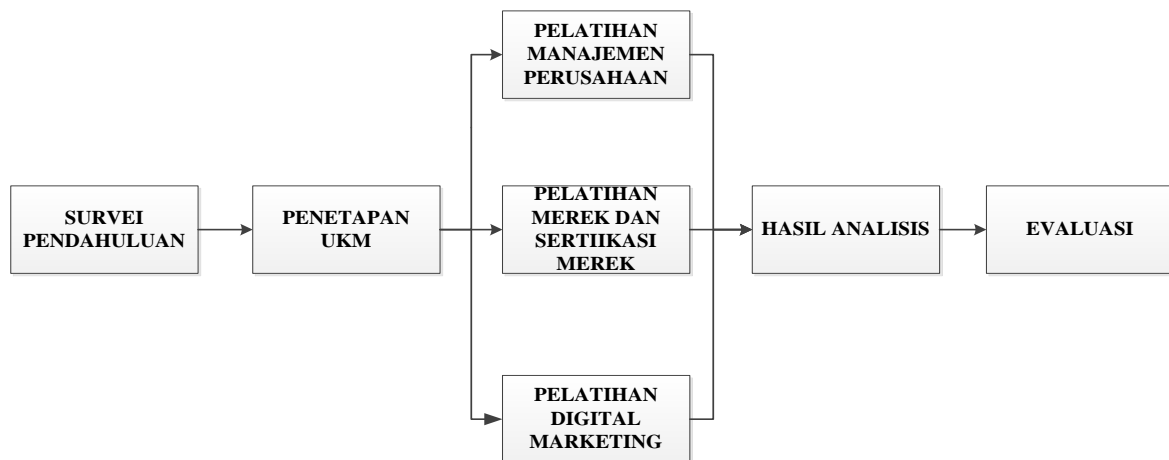 SURVEI
PENDAHULUAN
PENETAPAN
UKM
PELATIHAN
MANAJEMEN
PERUSAHAAN
PELATIHAN
MEREK DAN
SERTIIKASI
MEREK
PELATIHAN
DIGITAL
MARKETING
HASIL ANALISIS
EVALUASI